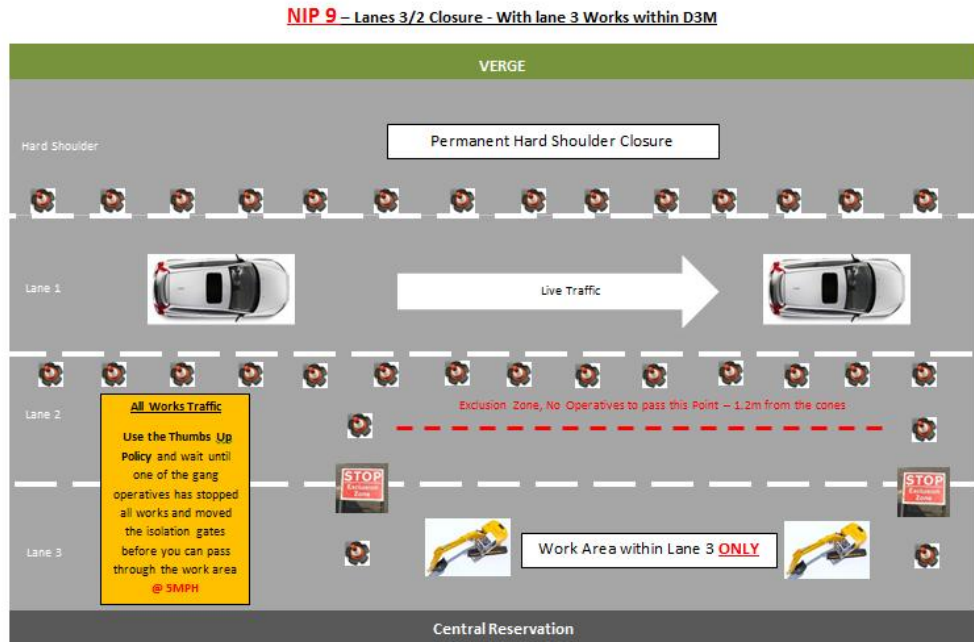 NIP 9 – Lanes 3/2 Closure - With lane 3 Works within D3M
VERGE
Hard Shoulder
Permanent Hard Shoulder Closure
Lane 1
Live Traffic
Lane 2
All Works Traffic
Use the Thumbs Up
Policy and wait until
one of the gang
operatives has stopped
all works and moved
the isolation gates
before you can pass
through the work area
@ 5MPH
Exclusion Zone, No Operatives to pass this Point – 1.2m from the cones
STOP
Exclusion
Zone
STOP
Exclusion
Zone
Lane 3
Work Area within Lane 3 ONLY
Central Reservation